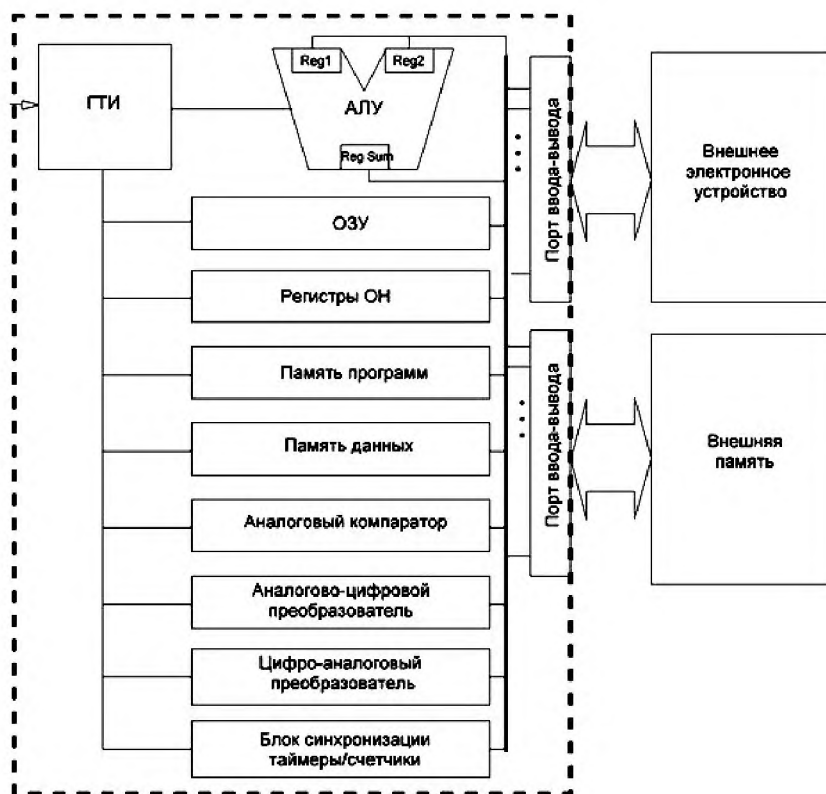 ГТИ
Reg1
Reg2
АЛУ
Reg Sum
ОЗУ
Регистры ОН
Память программ
Память данных
Аналоговый компаратор
Аналогово-цифровой
преобразователь
Цифро-аналоговый
преобразователь
Блок синхронизации
таймеры/счетчики
Порт ввода-вывода
Порт ввода-вывода
Внешнее
электронное
устройство
Внешняя
память